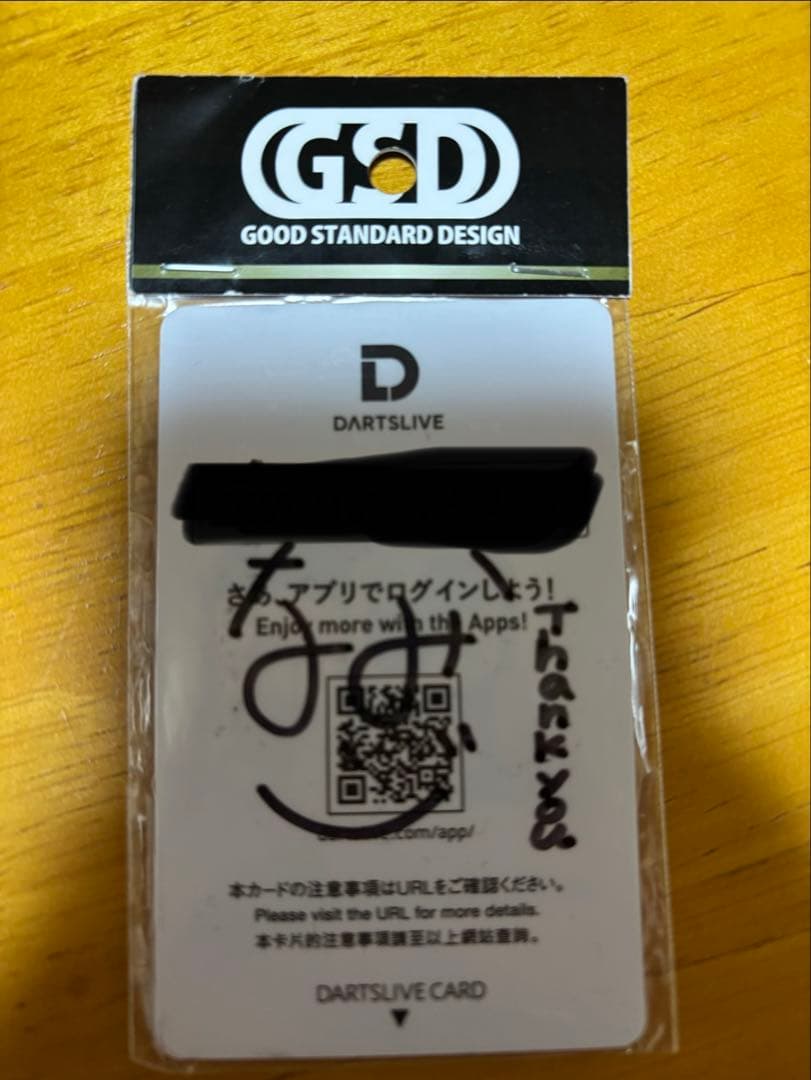 GSD
GOOD STANDARD DESIGN
DARTSLIVE
さあ、アプリでログインしよう!
Enjoy more with the Apps!
Thank you
dartslive.com/app/
本カードの注意事項はURLをご確認ください。
Please visit the URL for more details.
本卡片的注意事項請至以上網站查詢。
DARTSLIVE CARD